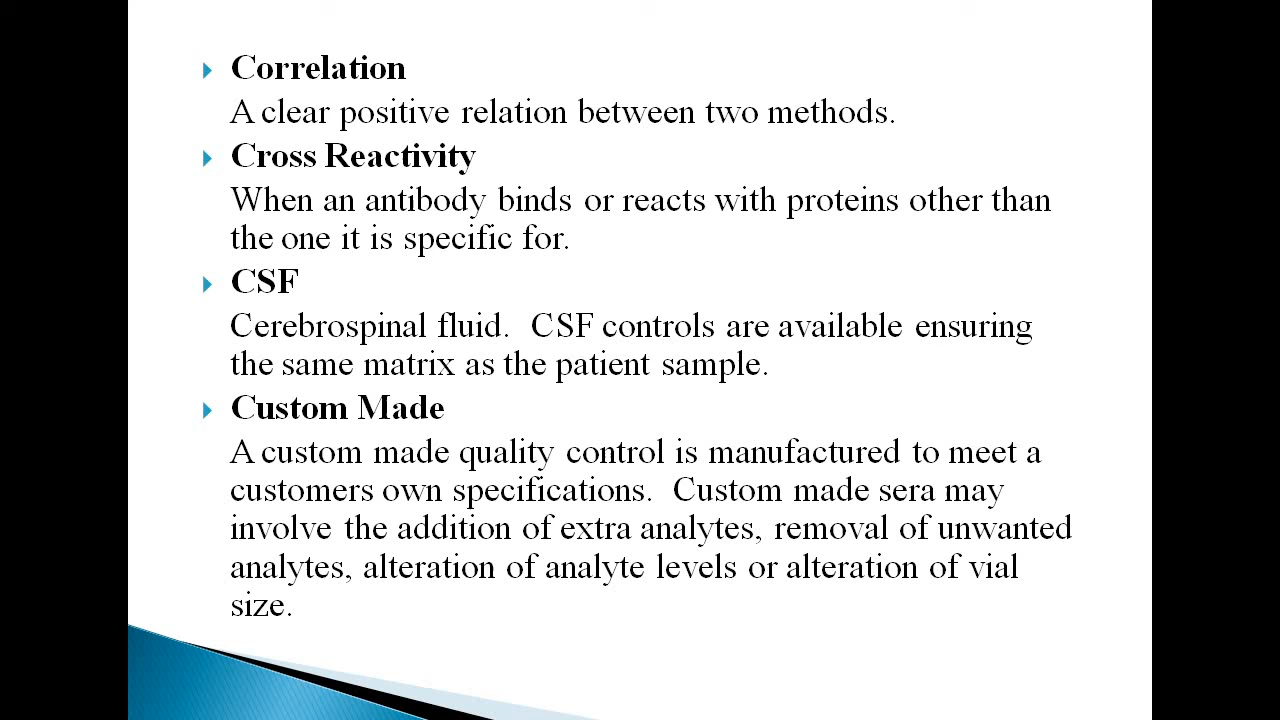 Correlation
A clear positive relation between two methods.
Cross Reactivity
When an antibody binds or reacts with proteins other than
the one it is specific for.
CSF
Cerebrospinal fluid.  CSF controls are available ensuring
the same matrix as the patient sample.
Custom Made
A custom made quality control is manufactured to meet a
customers own specifications.  Custom made sera may
involve the addition of extra analytes, removal of unwanted
analytes, alteration of analyte levels or alteration of vial
size.